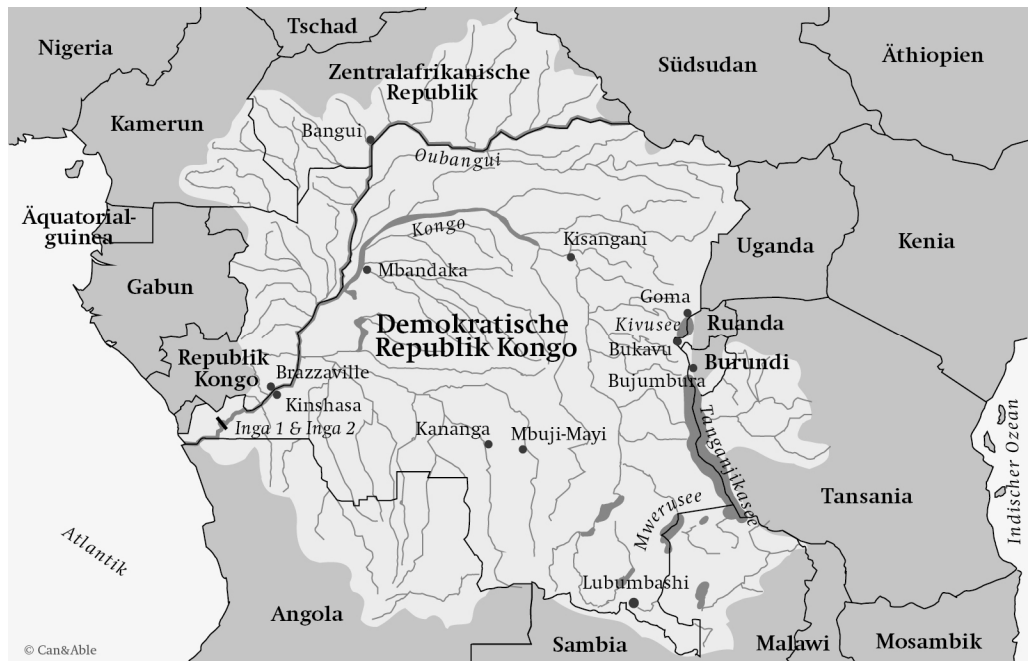 Tschad
Nigeria
Äthiopien
Südsudan
Zentralafrikanische
Republik
Kamerun
Bangui
Oubangui
Äquatorial-
guinea
Kongo
Kisangani
Uganda
Kenia
Mbandaka
Gabun
Goma
Kivusee
Ruanda
Demokratische
Republik Kongo
Bukavu
Burundi
Republik
Kongo
Brazzaville
Bujumbura
Kinshasa
Inga 1 & Inga 2
Kananga
Mbuji-Mayi
Tanganjikasee
Tansania
Indischer Ozean
Mwerusee
Atlantik
Lubumbashi
Angola
Sambia
Malawi
Mosambik
© Can&Able